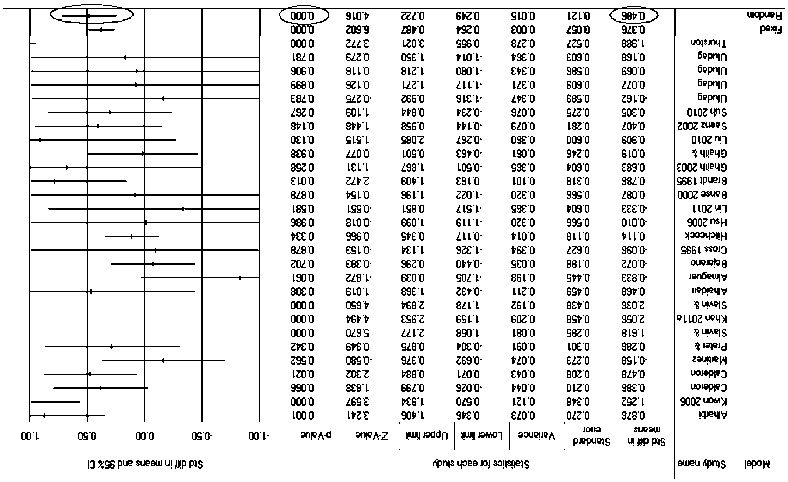 Model Study name Statistics for each study Std diff in means and 95% CI
Std diff in means Standard error Variance Lower limit Upper limit Z-Value p-Value
-1.00 -0.50 0.00 0.50 1.00
Alharbi 0.876 0.270 0.073 0.346 1.406 3.241 0.001
Kwon 2006 1.252 0.348 0.121 0.570 1.934 3.597 0.000
Calderon 0.386 0.210 0.044 -0.026 0.799 1.838 0.066
Calderon 0.478 0.208 0.043 0.071 0.884 2.302 0.021
Martinez -0.158 0.273 0.074 -0.692 0.376 -0.580 0.562
Prater & 0.286 0.301 0.091 -0.304 0.875 0.949 0.342
Slavin & 1.618 0.285 0.081 1.058 2.177 5.670 0.000
Khan 2011a 2.056 0.458 0.209 1.159 2.953 4.494 0.000
Slavin & 2.036 0.438 0.192 1.178 2.894 4.650 0.000
Alhaidari 0.468 0.459 0.211 -0.432 1.368 1.019 0.308
Almaguer -0.833 0.445 0.198 -1.705 0.039 -1.872 0.061
Bejarano -0.072 0.188 0.035 -0.440 0.296 -0.383 0.702
Cross 1995 -0.096 0.627 0.394 -1.326 1.134 -0.153 0.878
Hitchcock 0.114 0.118 0.014 -0.117 0.345 0.966 0.334
Hsu 2006 -0.010 0.566 0.320 -1.119 1.099 -0.018 0.986
Lin 2011 -0.333 0.604 0.365 -1.517 0.851 -0.551 0.581
Banse 2000 0.087 0.566 0.320 -1.022 1.196 0.154 0.878
Brandt 1995 0.786 0.318 0.101 0.163 1.409 2.472 0.013
Ghaith 2003 0.683 0.604 0.365 -0.501 1.867 1.131 0.258
Ghaith & 0.019 0.246 0.061 -0.463 0.501 0.077 0.938
Liu 2010 0.909 0.600 0.360 -0.267 2.085 1.515 0.130
Saenz 2002 0.407 0.281 0.079 -0.144 0.958 1.448 0.148
Suh 2010 0.305 0.275 0.076 -0.234 0.844 1.109 0.267
Uludag -0.162 0.589 0.347 -1.316 0.992 -0.275 0.783
Uludag 0.077 0.609 0.371 -1.117 1.271 0.126 0.899
Uludag 0.069 0.586 0.343 -1.080 1.218 0.118 0.906
Uludag 0.168 0.603 0.364 -1.014 1.350 0.279 0.781
Thurston 1.988 0.527 0.278 0.955 3.021 3.772 0.000
Fixed 0.376 0.057 0.003 0.264 0.487 6.602 0.000
Random 0.486 0.121 0.015 0.249 0.722 4.016 0.000